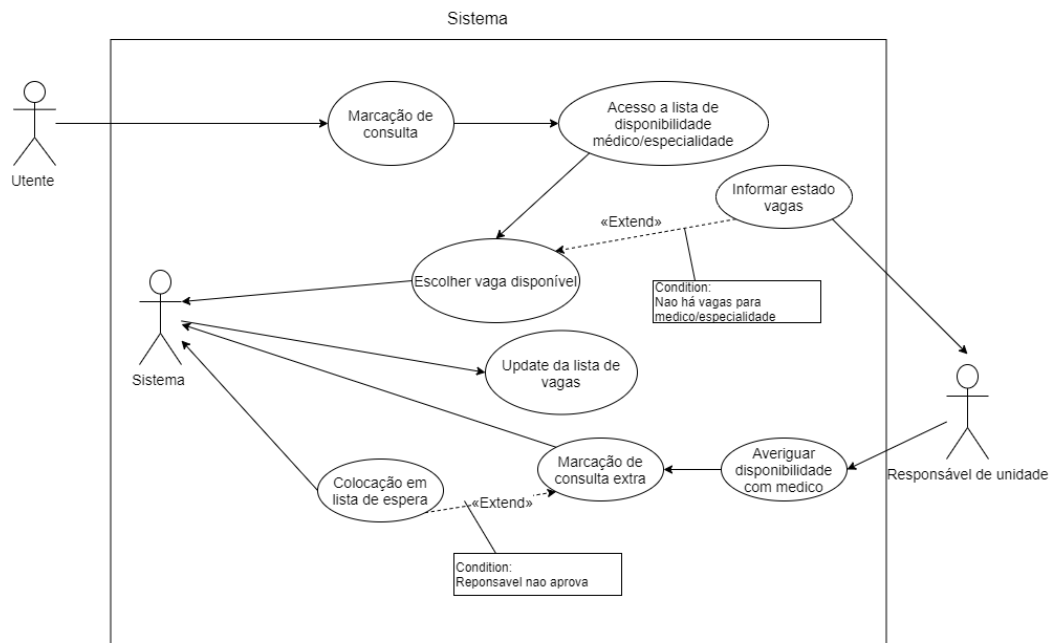 Sistema
Marcação de
consulta
Acesso a lista de
disponibilidade
médico/especialidade
Utente
Informar estado
vagas
«Extend»
Escolher vaga disponível
Condition:
Nao há vagas para
medico/especialidade
Sistema
Update da lista de
vagas
Marcação de
consulta extra
Averiguar
disponibilidade
com medico
Responsável de unidade
Colocação em
lista de espera
«Extend»
Condition:
Reponsavel nao aprova